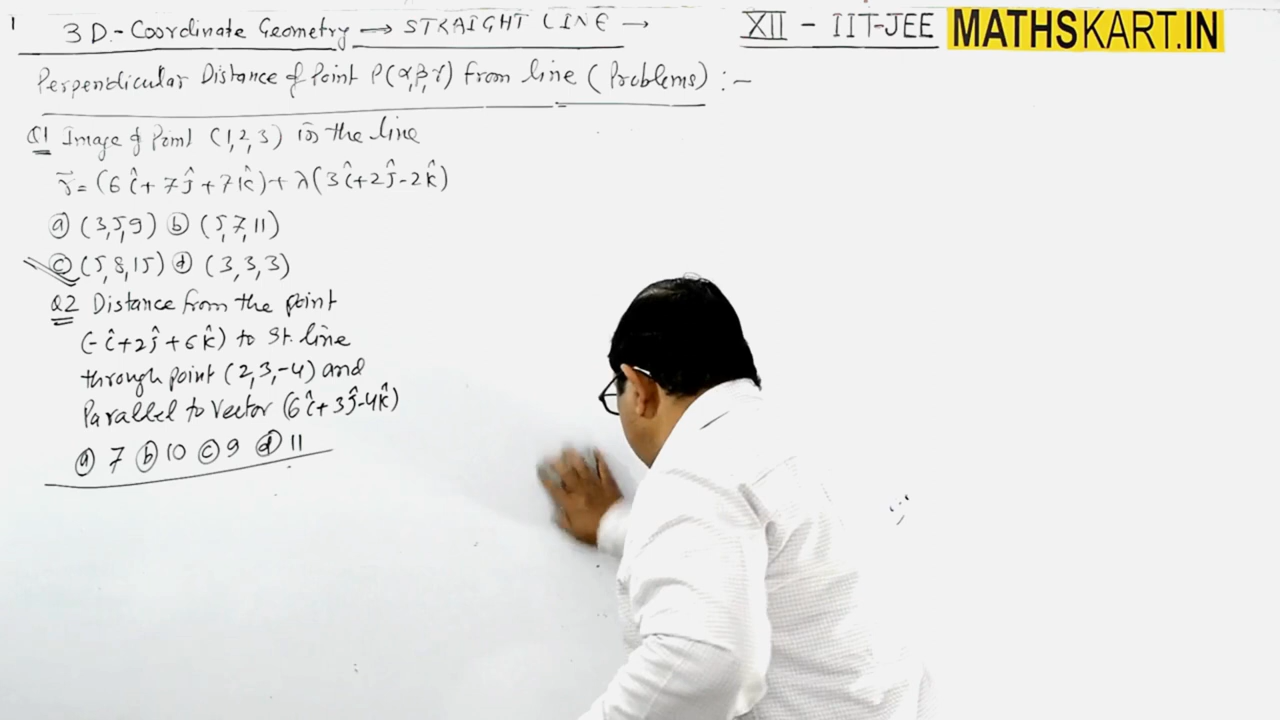 1 3D.-Coordinate Geometry → STRAIGHT LINE → XII - IIT-JEE MATHSKART.IN
Perpendicular Distance of Point P(α,β,γ) from line (Problems) :-
Q1 Image of Point (1,2,3) in the line
r̄ = (6î + 7ĵ + 7k̂) + λ(3î+2ĵ-2k̂)
ⓐ (3,5,9) ⓑ (5,7,11)
ⓒ (5,8,15) ⓓ (3,3,3)
Q2 Distance from the point
(-î+2ĵ+6k̂) to St. line
through point (2,3,-4) and
Parallel to Vector (6î+3ĵ-4k̂)
ⓐ 7 ⓑ 10 ⓒ 9 ⓓ 11